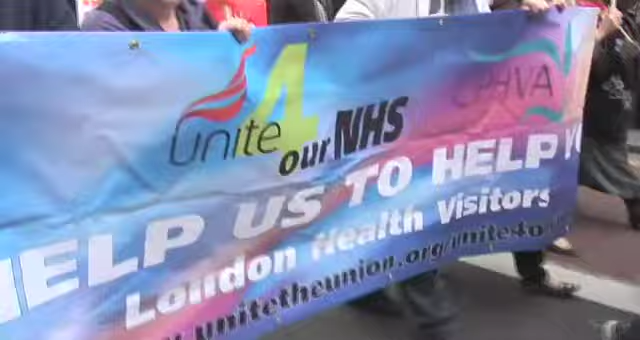 unite 4 our NHS
CPHVA
HELP US TO HELP
London Health Visitors
unitetheunion.org/unite4o